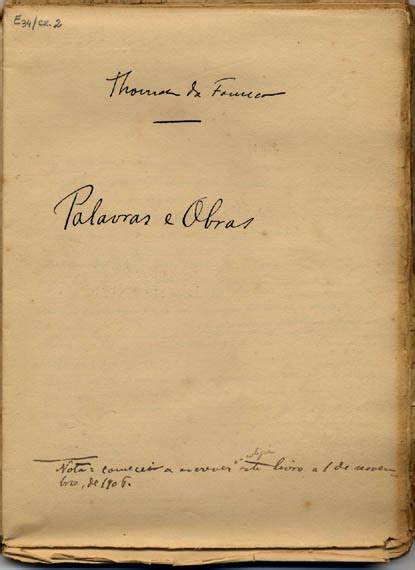 E34/cx. 2
Thomaz da Fonseca
Palavras e Obras
Nota: comecei a escrever este livro a 1 de novem-
bro, de 1906.